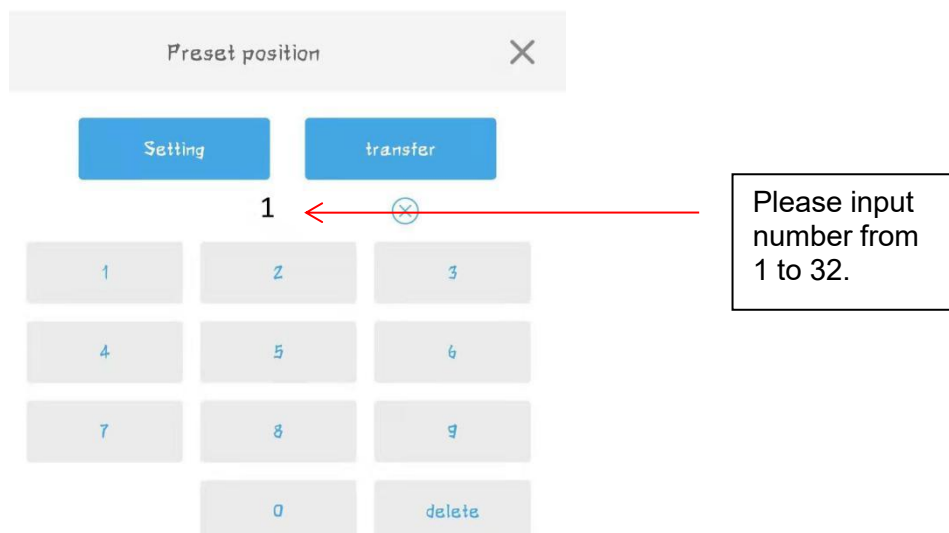 Preset position
Setting transfer
1
Please input
number from
1 to 32.
1 2 3
4 5 6
7 8 9
0 delete